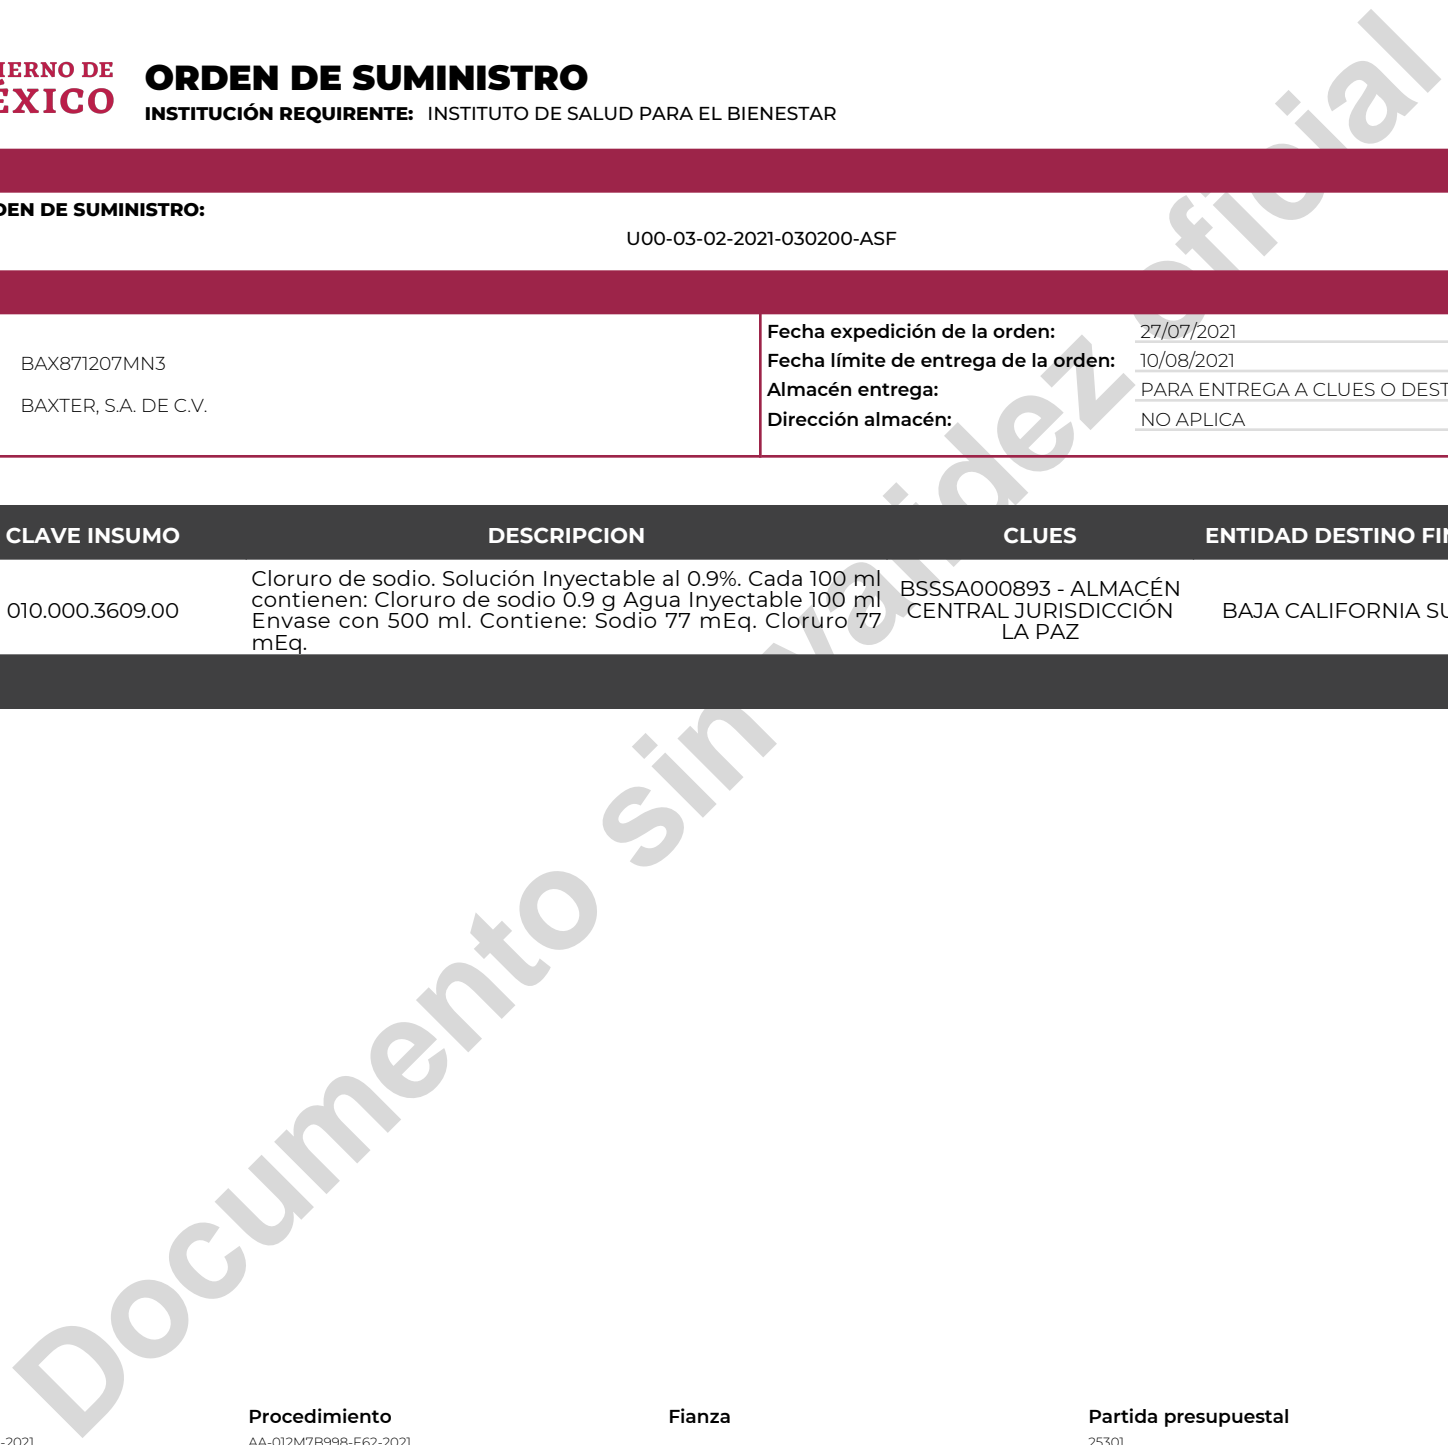 ORDEN DE SUMINISTRO
INSTITUCIÓN REQUIRENTE: INSTITUTO DE SALUD PARA EL BIENESTAR
DE SUMINISTRO:
U00-03-02-2021-030200-ASF
BAX871207MN3
BAXTER, S.A. DE C.V.
Fecha expedición de la orden: 27/07/2021
Fecha límite de entrega de la orden: 10/08/2021
Almacén entrega: PARA ENTREGA A CLUES O DEST
Dirección almacén: NO APLICA
CLAVE INSUMO DESCRIPCION CLUES ENTIDAD DESTINO FIN
010.000.3609.00
Cloruro de sodio. Solución Inyectable al 0.9%. Cada 100 ml
contienen: Cloruro de sodio 0.9 g Agua Inyectable 100 ml
Envase con 500 ml. Contiene: Sodio 77 mEq. Cloruro 77
mEq.
BSSSA000893 - ALMACÉN
CENTRAL JURISDICCIÓN
LA PAZ
BAJA CALIFORNIA SU
Documento sin validez oficial
Procedimiento Fianza Partida presupuestal
-2021 AA-012M7B998-E62-2021 25301